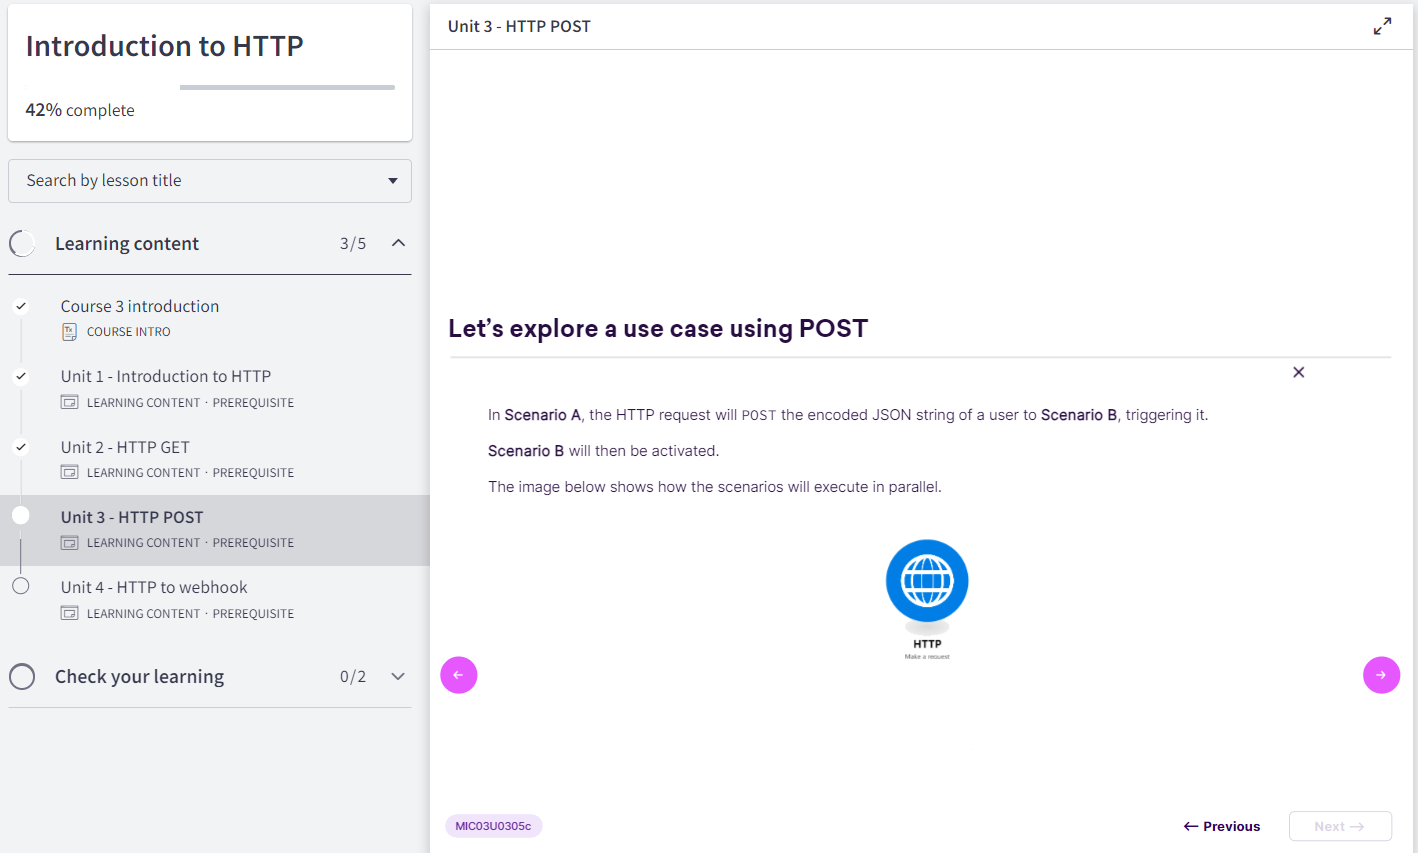 Introduction to HTTP
42% complete
Search by lesson title
Learning content 3/5
Course 3 introduction
COURSE INTRO
Unit 1 - Introduction to HTTP
LEARNING CONTENT · PREREQUISITE
Unit 2 - HTTP GET
LEARNING CONTENT · PREREQUISITE
Unit 3 - HTTP POST
LEARNING CONTENT · PREREQUISITE
Unit 4 - HTTP to webhook
LEARNING CONTENT · PREREQUISITE
Check your learning 0/2
Unit 3 - HTTP POST
Let’s explore a use case using POST
In Scenario A, the HTTP request will POST the encoded JSON string of a user to Scenario B, triggering it.
Scenario B will then be activated.
The image below shows how the scenarios will execute in parallel.
HTTP
Make a request
MIC03U0305c
← Previous
Next →